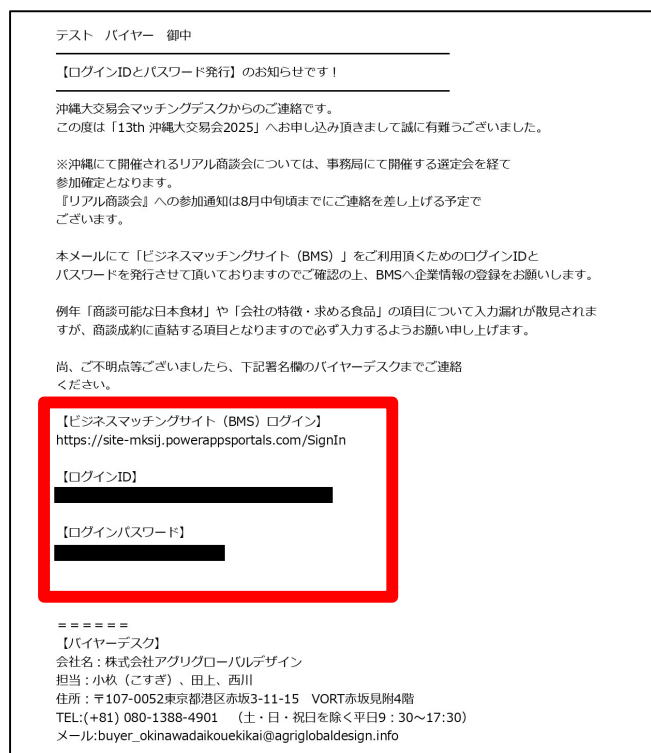 テスト　バイヤー　御中
【ログインIDとパスワード発行】のお知らせです！
沖縄大交易会マッチングデスクからのご連絡です。
この度は「13th 沖縄大交易会2025」へお申し込み頂きまして誠に有難うございました。
※沖縄にて開催されるリアル商談会については、事務局にて開催する選定会を経て
参加確定となります。
『リアル商談会』への参加通知は8月中旬頃までにご連絡を差し上げる予定で
ございます。
本メールにて「ビジネスマッチングサイト（BMS）」をご利用頂くためのログインIDと
パスワードを発行させて頂いておりますのでご確認の上、BMSへ企業情報の登録をお願いします。
例年「商談可能な日本食材」や「会社の特徴・求める食品」の項目について入力漏れが散見されま
すが、商談成約に直結する項目となりますので必ず入力するようお願い申し上げます。
尚、ご不明点等ございましたら、下記署名欄のバイヤーデスクまでご連絡
ください。
【ビジネスマッチングサイト（BMS）ログイン】
https://site-mksij.powerappsportals.com/SignIn
【ログインID】
【ログインパスワード】
＝＝＝＝＝＝
【バイヤーデスク】
会社名：株式会社アグリグローバルデザイン
担当：小杦（こすぎ）、田上、西川
住所：〒107-0052東京都港区赤坂3-11-15　VORT赤坂見附4階
TEL:(+81) 080-1388-4901　（土・日・祝日を除く平日9：30～17:30）
メール:buyer_okinawadaikouekikai@agriglobaldesign.info